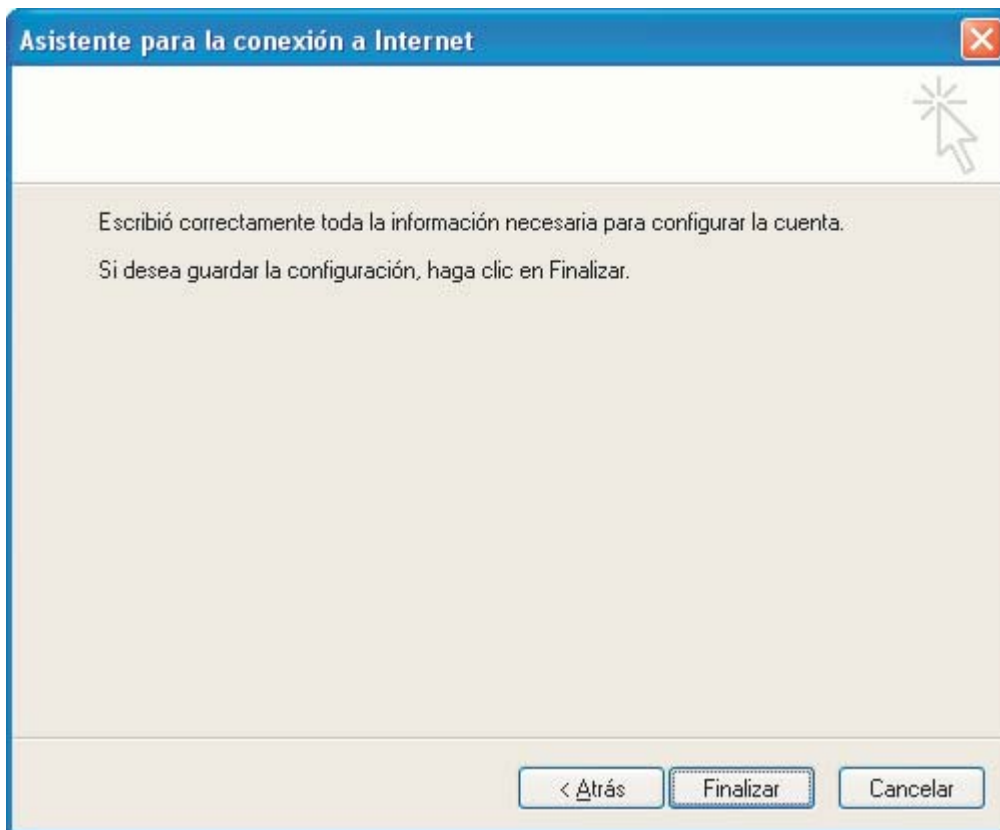 Asistente para la conexión a Internet
Escribió correctamente toda la información necesaria para configurar la cuenta.
Si desea guardar la configuración, haga clic en Finalizar.
< Atrás Finalizar Cancelar